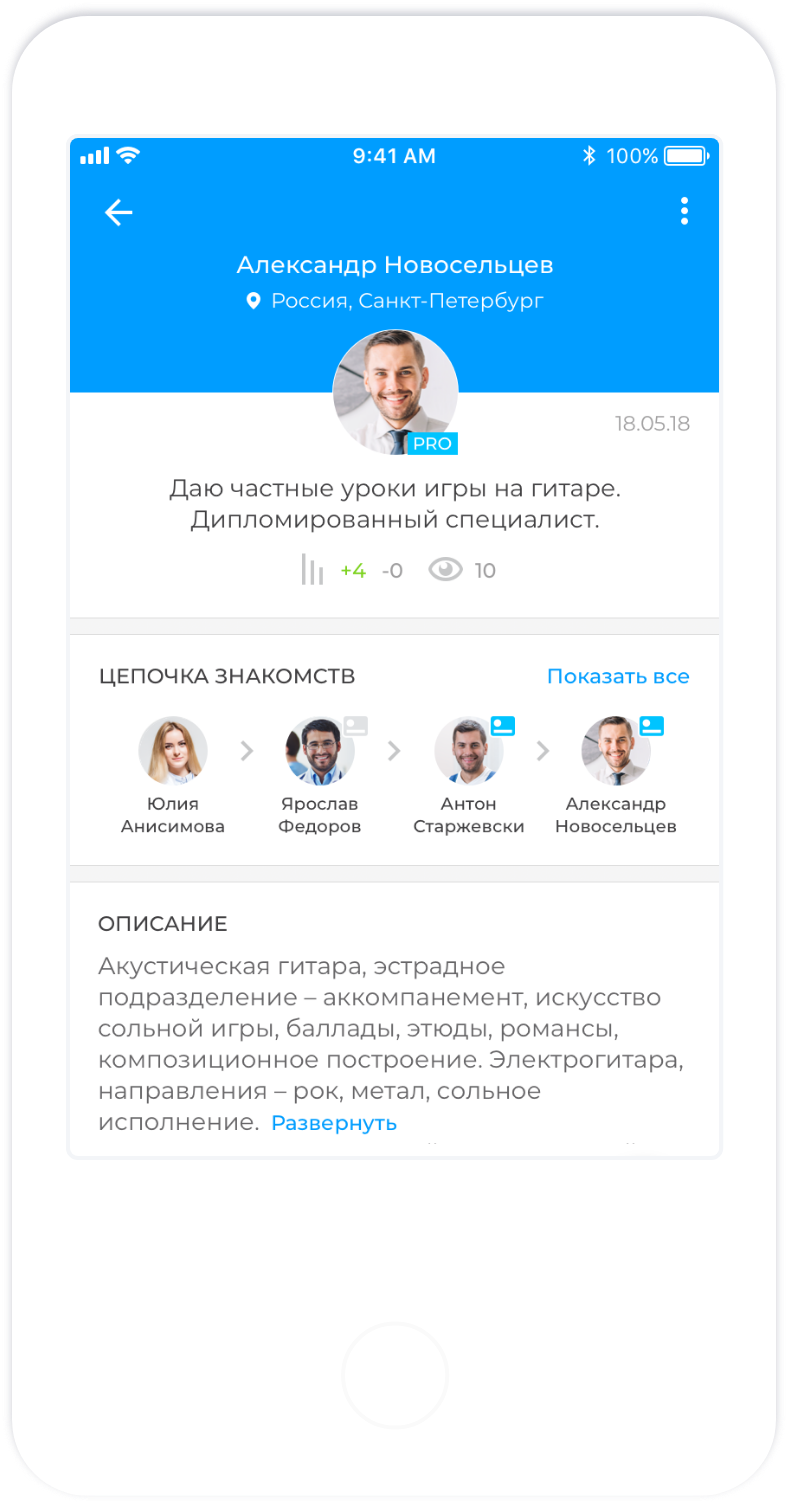 9:41 AM 100%
Александр Новосельцев
Россия, Санкт-Петербург
PRO
18.05.18
Даю частные уроки игры на гитаре.
Дипломированный специалист.
+4 -0 10
ЦЕПОЧКА ЗНАКОМСТВ Показать все
Юлия Анисимова
Ярослав Федоров
Антон Старжевски
Александр Новосельцев
ОПИСАНИЕ
Акустическая гитара, эстрадное
подразделение – аккомпанемент, искусство
сольной игры, баллады, этюды, романсы,
композиционное построение. Электрогитара,
направления – рок, метал, сольное
исполнение. Развернуть